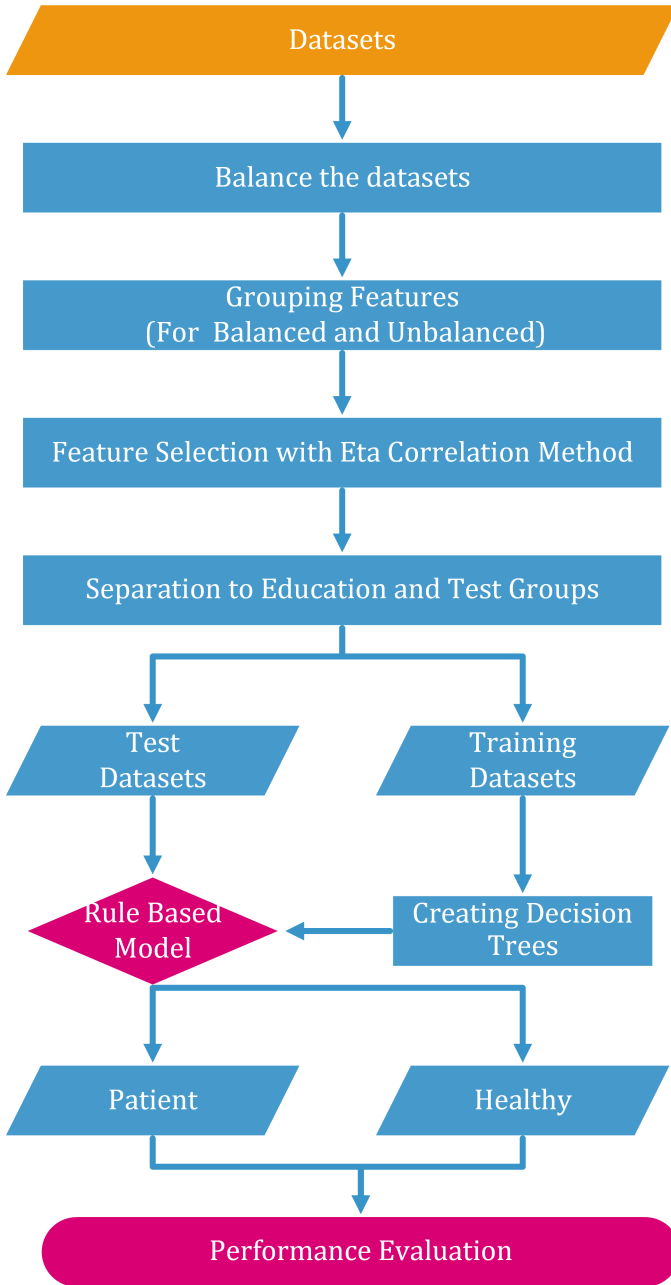 Datasets
Balance the datasets
Grouping Features
(For Balanced and Unbalanced)
Feature Selection with Eta Correlation Method
Separation to Education and Test Groups
Test
Datasets
Training
Datasets
Rule Based
Model
Creating Decision
Trees
Patient
Healthy
Performance Evaluation